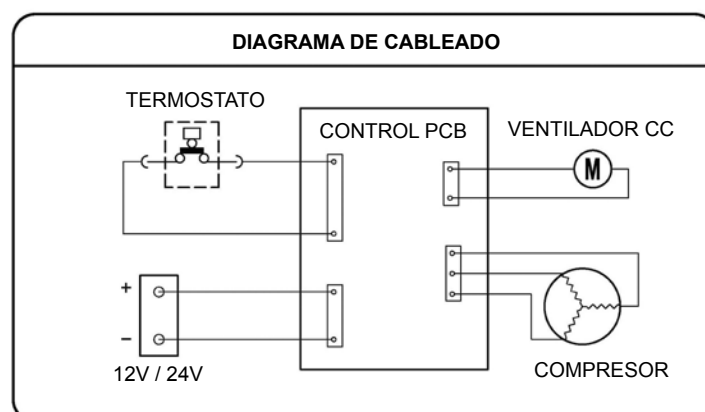 DIAGRAMA DE CABLEADO
TERMOSTATO
CONTROL PCB
VENTILADOR CC
M
+
−
12V / 24V
COMPRESOR